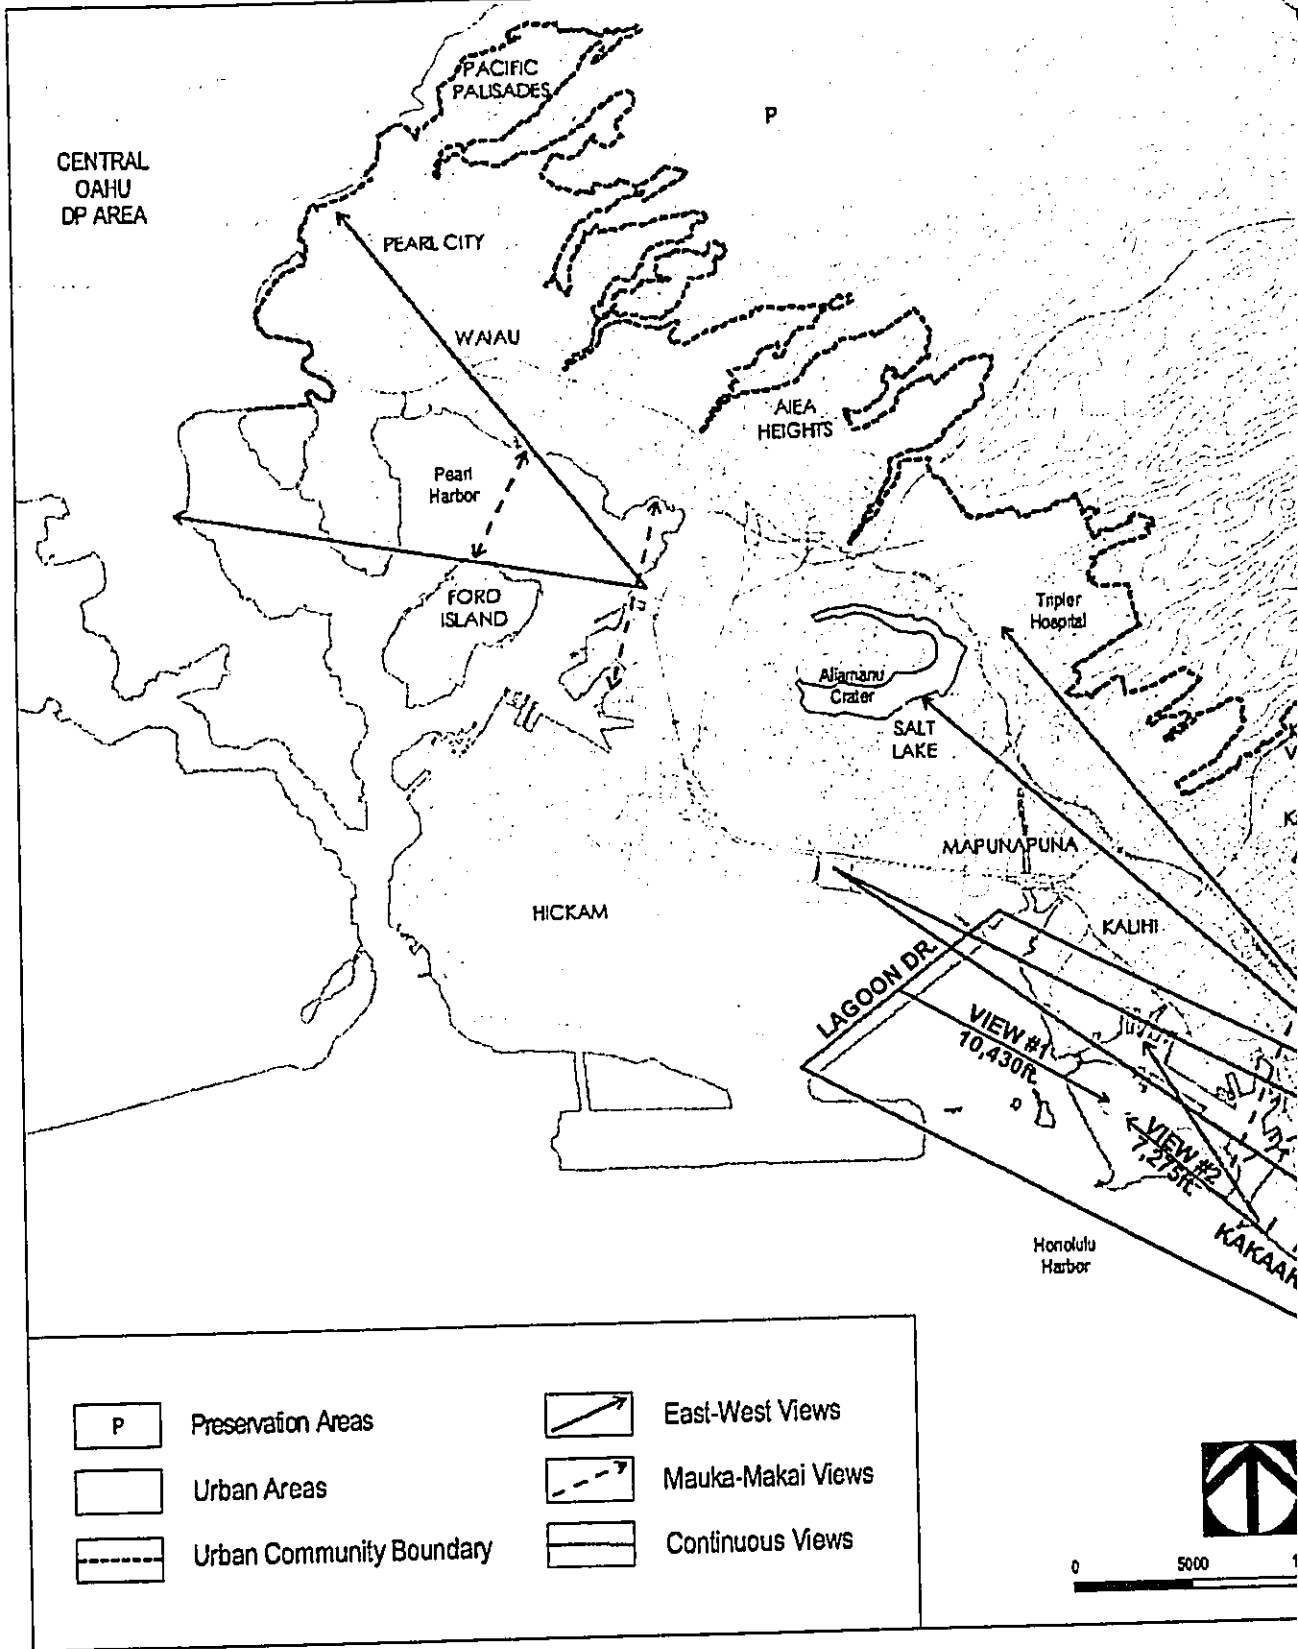 PACIFIC
PALISADES
P
CENTRAL
OAHU
DP AREA
PEARL CITY
WAIAU
AIEA
HEIGHTS
Pearl
Harbor
FORD
ISLAND
Tripler
Hospital
Aliamanu
Crater
SALT
LAKE
MAPUNAPUNA
HICKAM
KALIHI
LAGOON DR.
VIEW #1
10,430ft.
VIEW #2
7,275ft.
KAKAAK
Honolulu
Harbor
P Preservation Areas
Urban Areas
Urban Community Boundary
East-West Views
Mauka-Makai Views
Continuous Views
0 5000 1